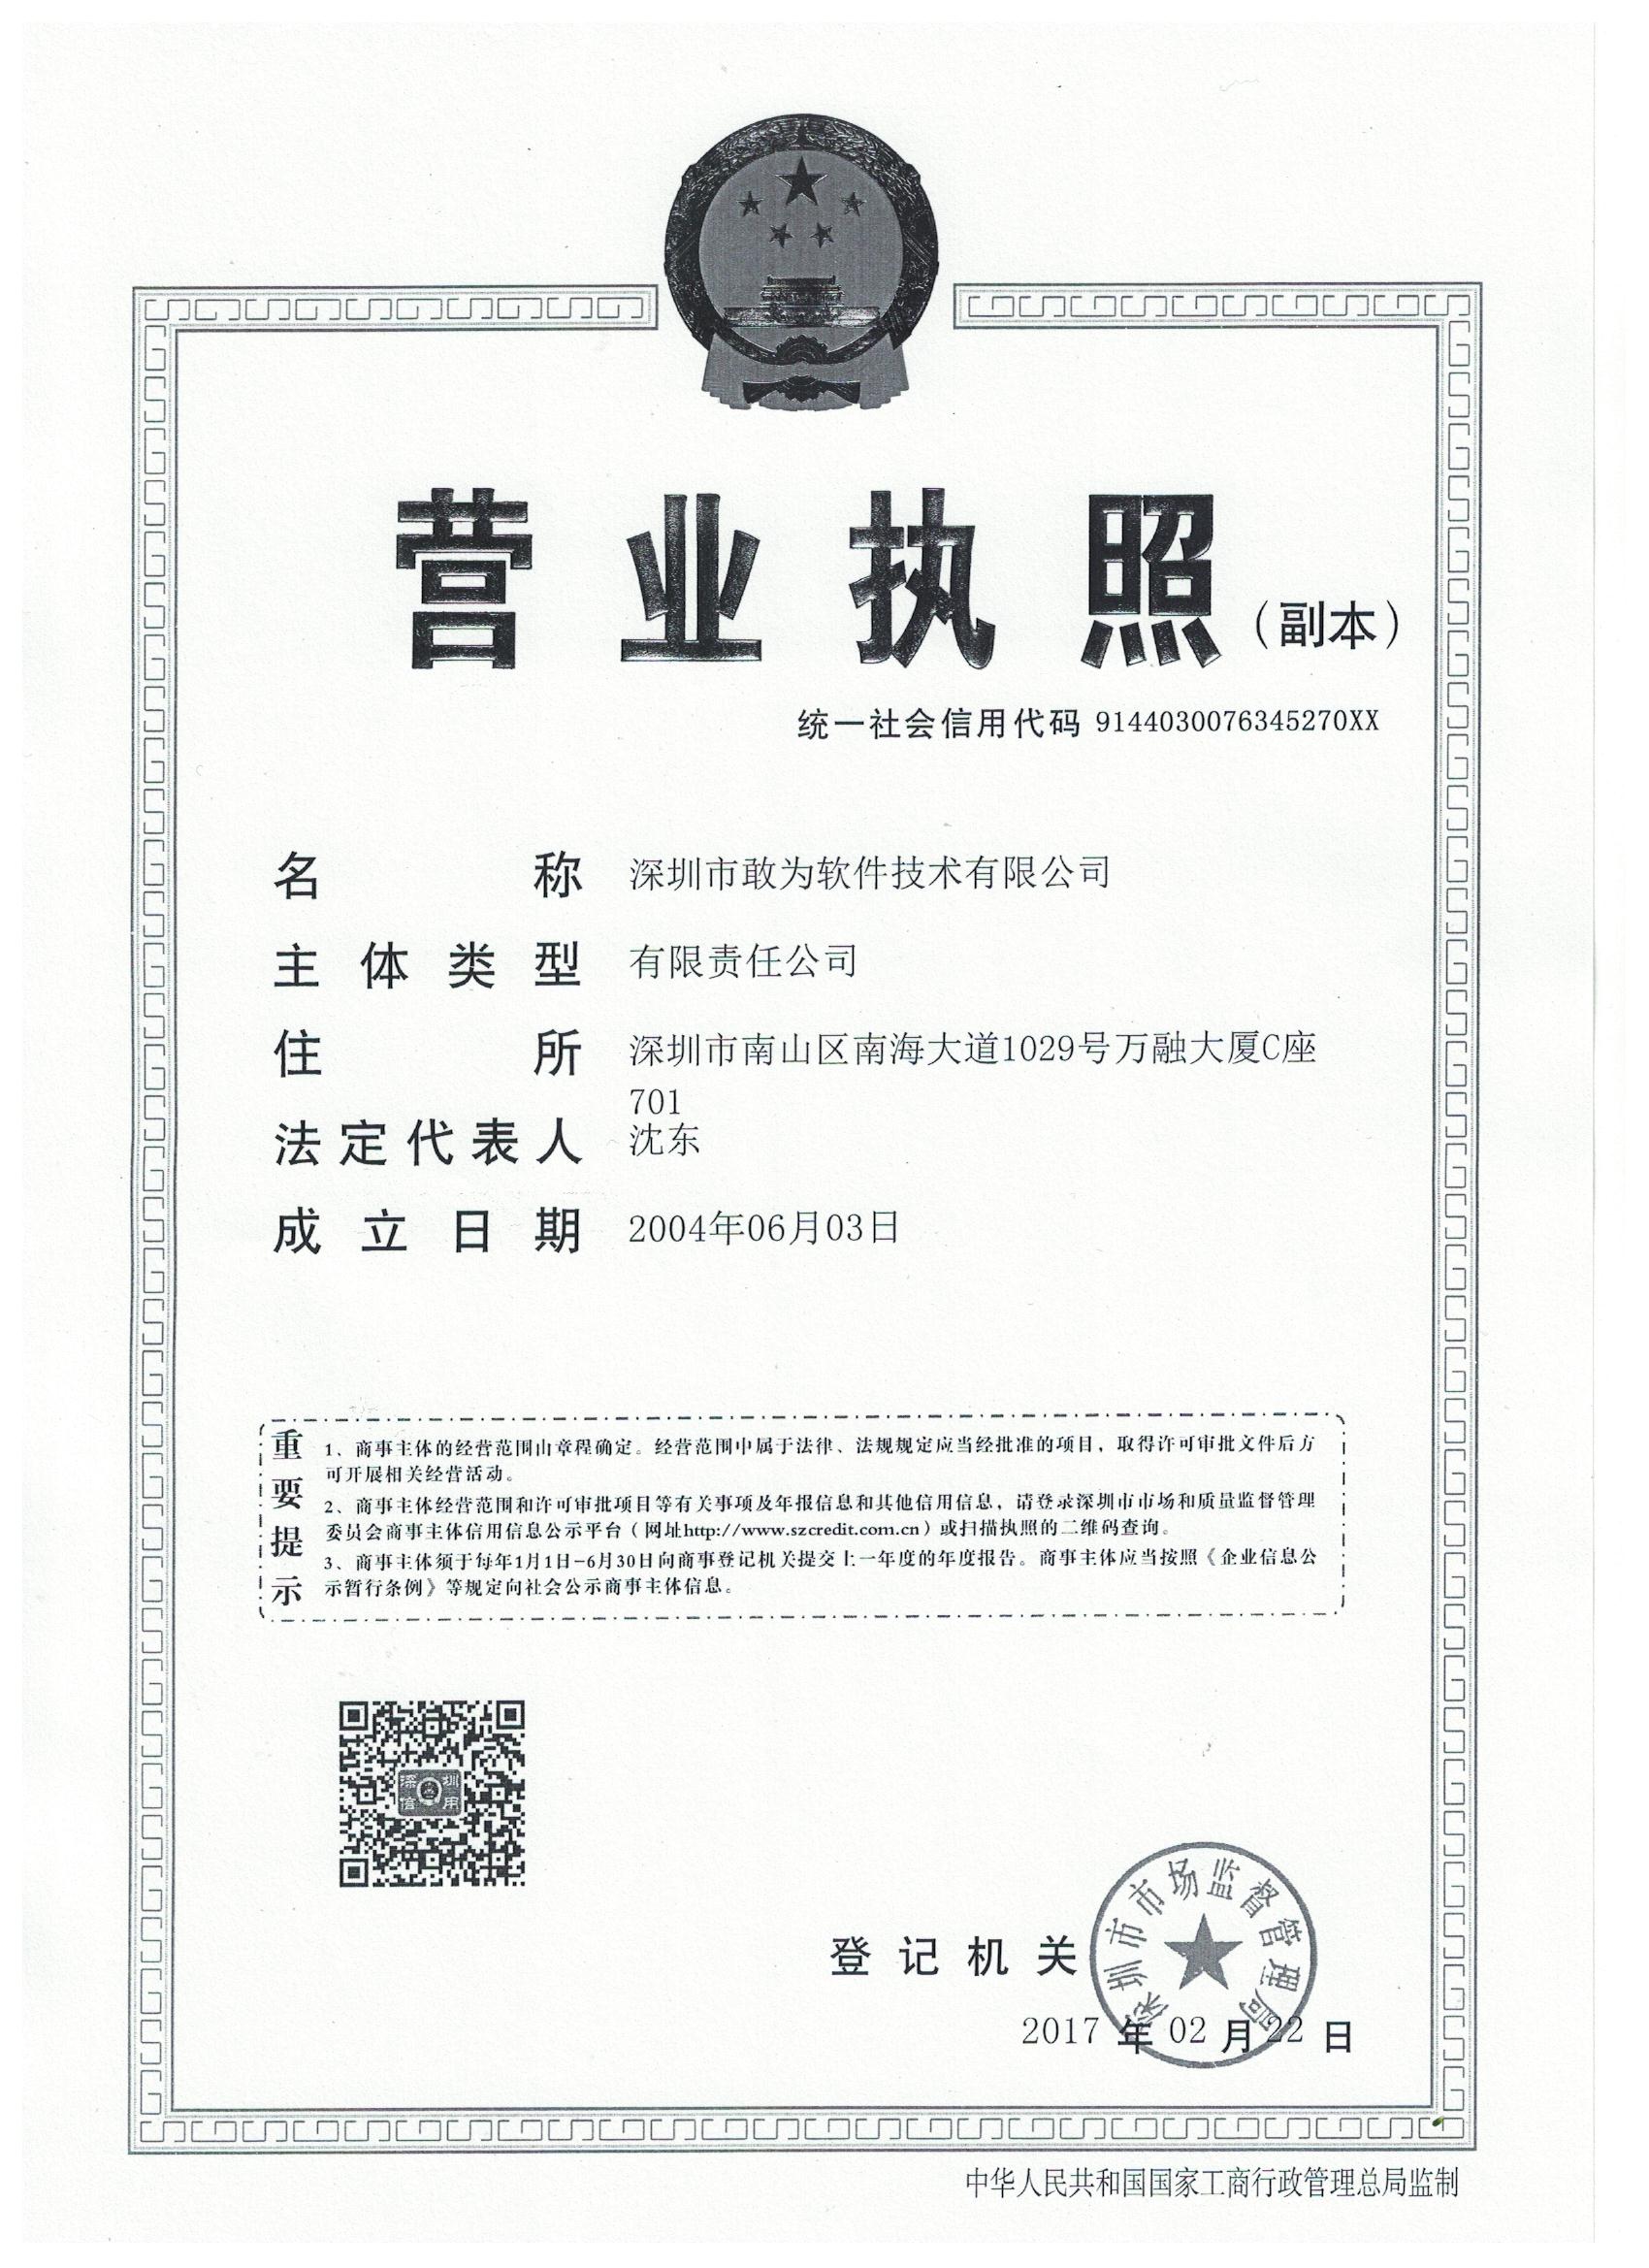 营业执照（副本）
统一社会信用代码 9144030076345270XX
名称 深圳市敢为软件技术有限公司
主体类型 有限责任公司
住所 深圳市南山区南海大道1029号万融大厦C座
701
法定代表人 沈东
成立日期 2004年06月03日
重要提示
1、商事主体的经营范围由章程确定。经营范围中属于法律、法规规定应当经批准的项目，取得许可审批文件后方
可开展相关经营活动。
2、商事主体经营范围和许可审批项目等有关事项及年报信息和其他信用信息，请登录深圳市市场和质量监督管理
委员会商事主体信用信息公示平台（网址http://www.szcredit.com.cn）或扫描执照的二维码查询。
3、商事主体须于每年1月1日-6月30日向商事登记机关提交上一年度的年度报告。商事主体应当按照《企业信息公
示暂行条例》等规定向社会公示商事主体信息。
深圳
信用
登记机关
深圳市市场监督管理局
2017 年 02 月 22 日
中华人民共和国国家工商行政管理总局监制